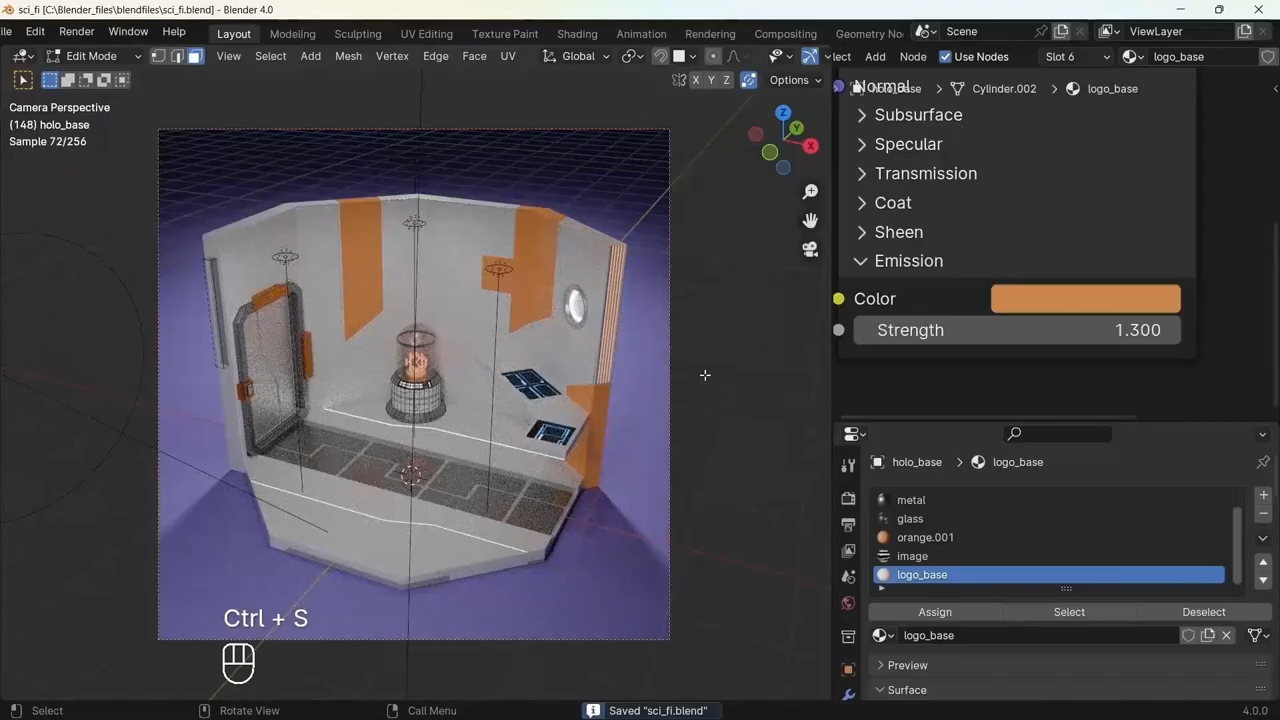 sci_fi [C:\Blender_files\blendfiles\sci_fi.blend] - Blender 4.0
ile Edit Render Window Help Layout Modeling Sculpting UV Editing Texture Paint Shading Animation Rendering Compositing Geometry No Scene ViewLayer
Edit Mode View Select Add Mesh Vertex Edge Face UV Global lect Add Node Use Nodes Slot 6 logo_base
X Y Z Options
holo_base > Cylinder.002 > logo_base
Normal
Camera Perspective
(148) holo_base
Sample 72/256
Z
Y
X
Subsurface
Specular
Transmission
Coat
Sheen
Emission
Color
Strength 1.300
holo_base > logo_base
metal
glass
orange.001
image
logo_base
Assign Select Deselect
logo_base
Preview
Surface
Ctrl + S
Select Rotate View Call Menu Saved "sci_fi.blend" 4.0.0